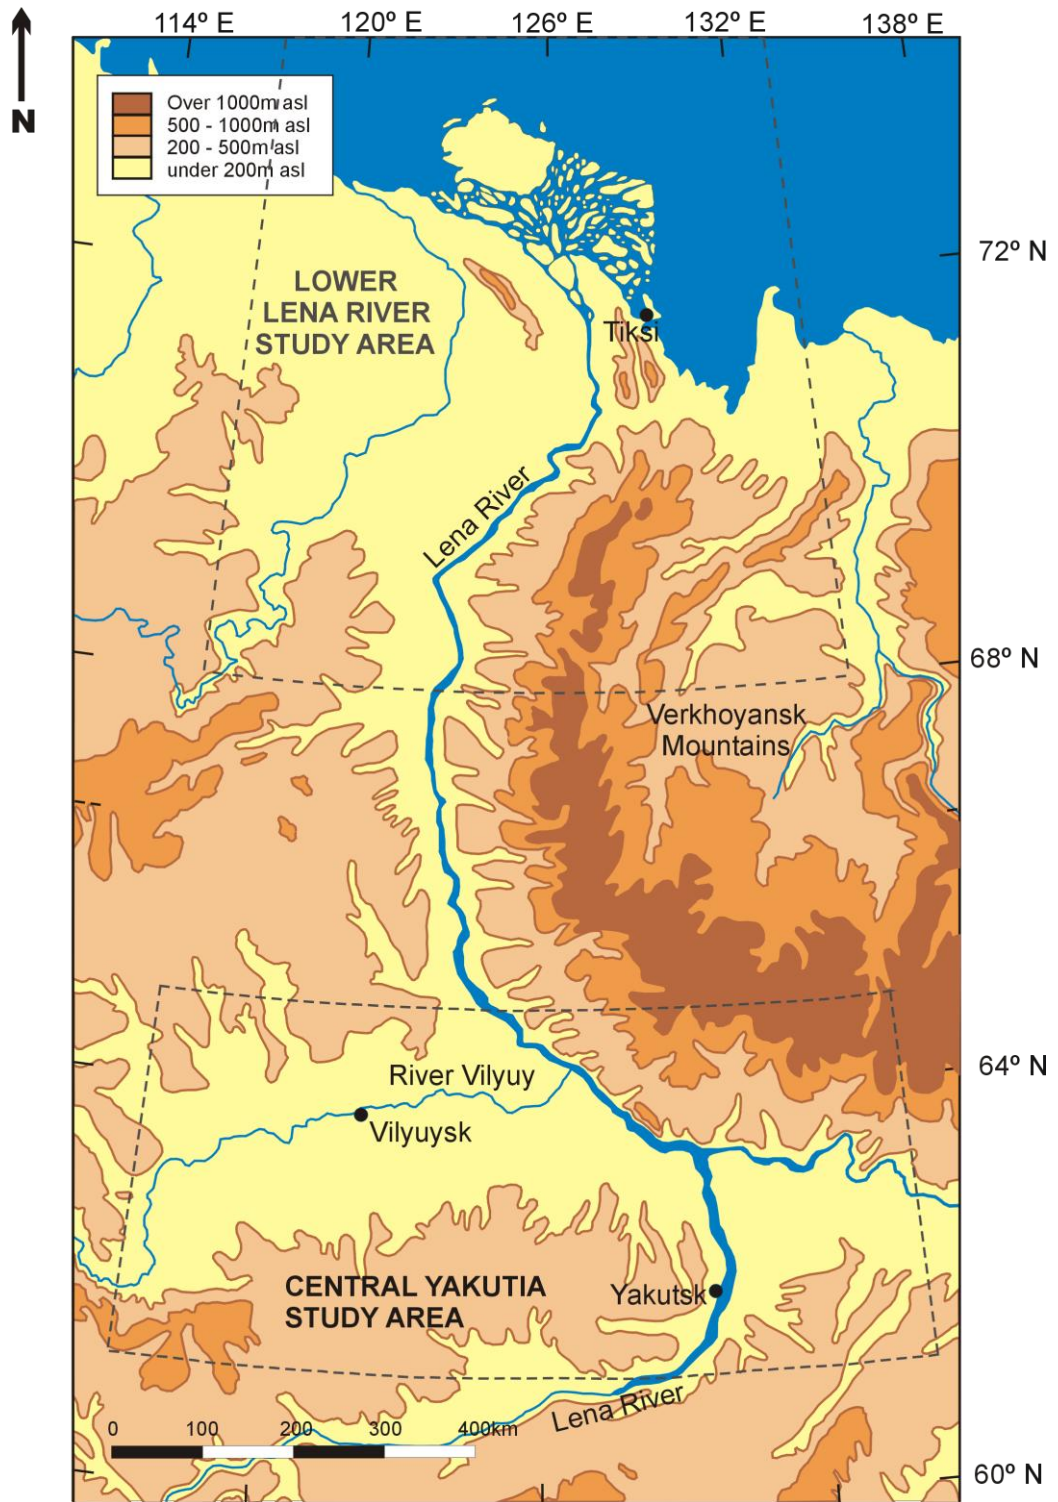 114º E 120º E 126º E 132º E 138º E
N
Over 1000m asl
500 - 1000m asl
200 - 500m asl
under 200m asl
72º N
LOWER
LENA RIVER
STUDY AREA
Tiksi
Lena River
68º N
Verkhoyansk
Mountains
64º N
River Vilyuy
Vilyuysk
CENTRAL YAKUTIA
STUDY AREA
Yakutsk
Lena River
0 100 200 300 400km
60º N